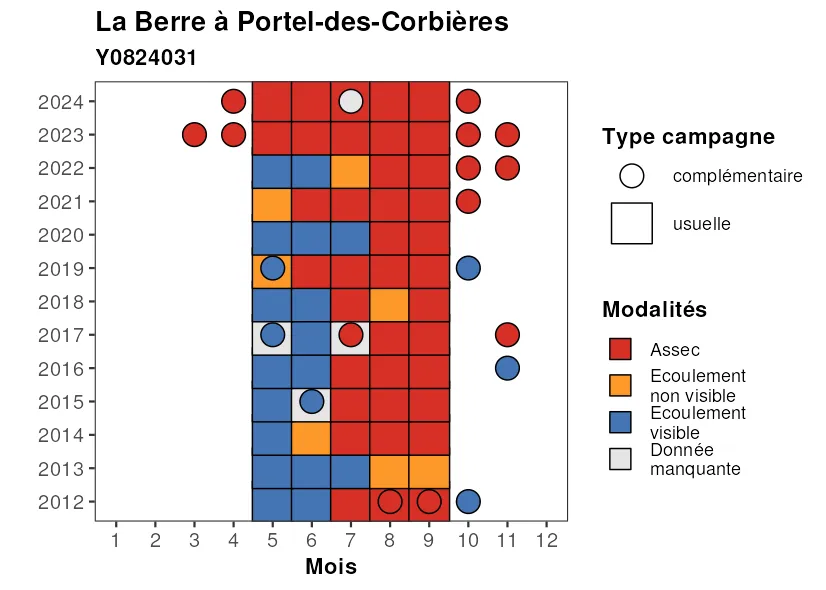 La Berre à Portel-des-Corbières
Y0824031
2024
2023
2022
2021
2020
2019
2018
2017
2016
2015
2014
2013
2012
1 2 3 4 5 6 7 8 9 10 11 12
Mois
Type campagne
complémentaire
usuelle
Modalités
Assec
Ecoulement
non visible
Ecoulement
visible
Donnée
manquante